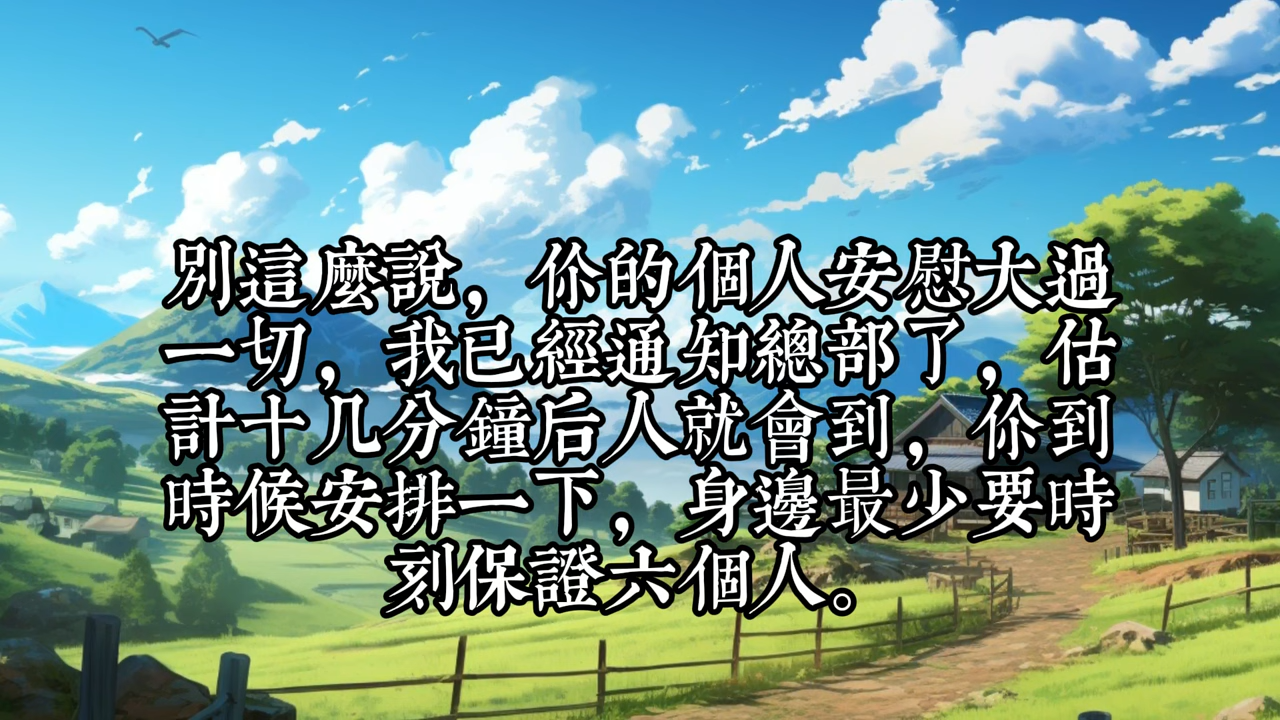 別這麼說，你的個人安慰大過
一切，我已經通知總部了，估
計十几分鐘后人就會到，你到
時候安排一下，身邊最少要時
刻保證六個人。